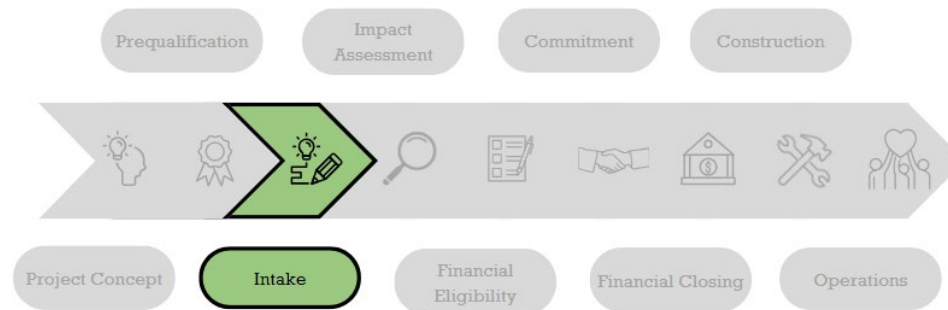 Prequalification
Impact
Assessment
Commitment
Construction
$
Project Concept
Intake
Financial
Eligibility
Financial Closing
Operations